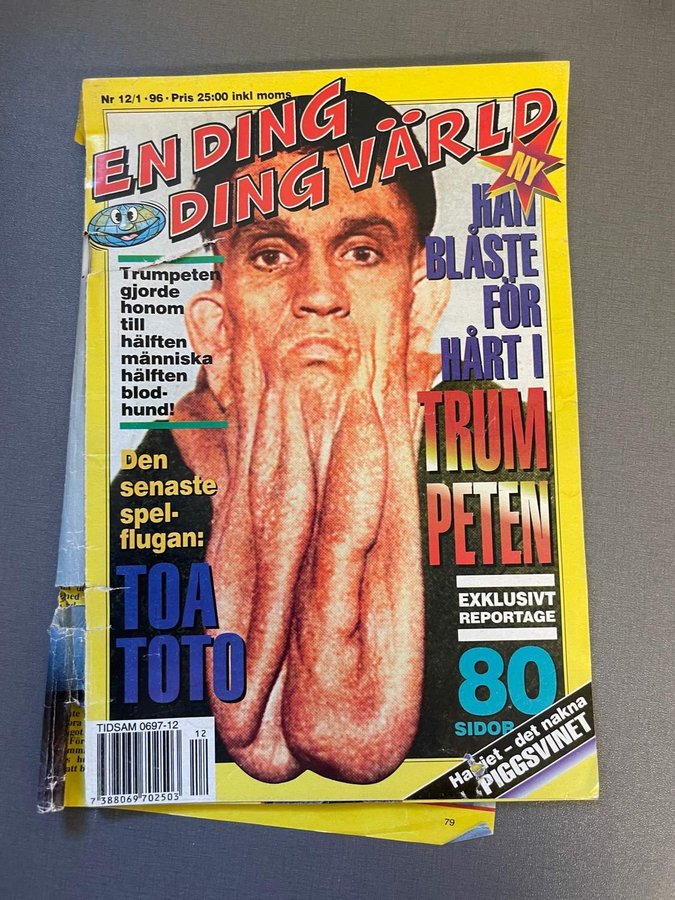 Nr 12/1 · 96 · Pris 25:00 inkl moms
EN DING
DING VÄRLD
NY
Trumpeten
gjorde
honom
till
hälften
människa
hälften
blod-
hund!
HAN
BLÅSTE
FÖR
HÅRT I
TRUM
PETEN
Den
senaste
spel-
flugan:
TOA
TOTO
EXKLUSIVT
REPORTAGE
80
SIDOR
det nakna
PIGGSVINET
TIDSAM 0697-12
12
7 388069 702503
79